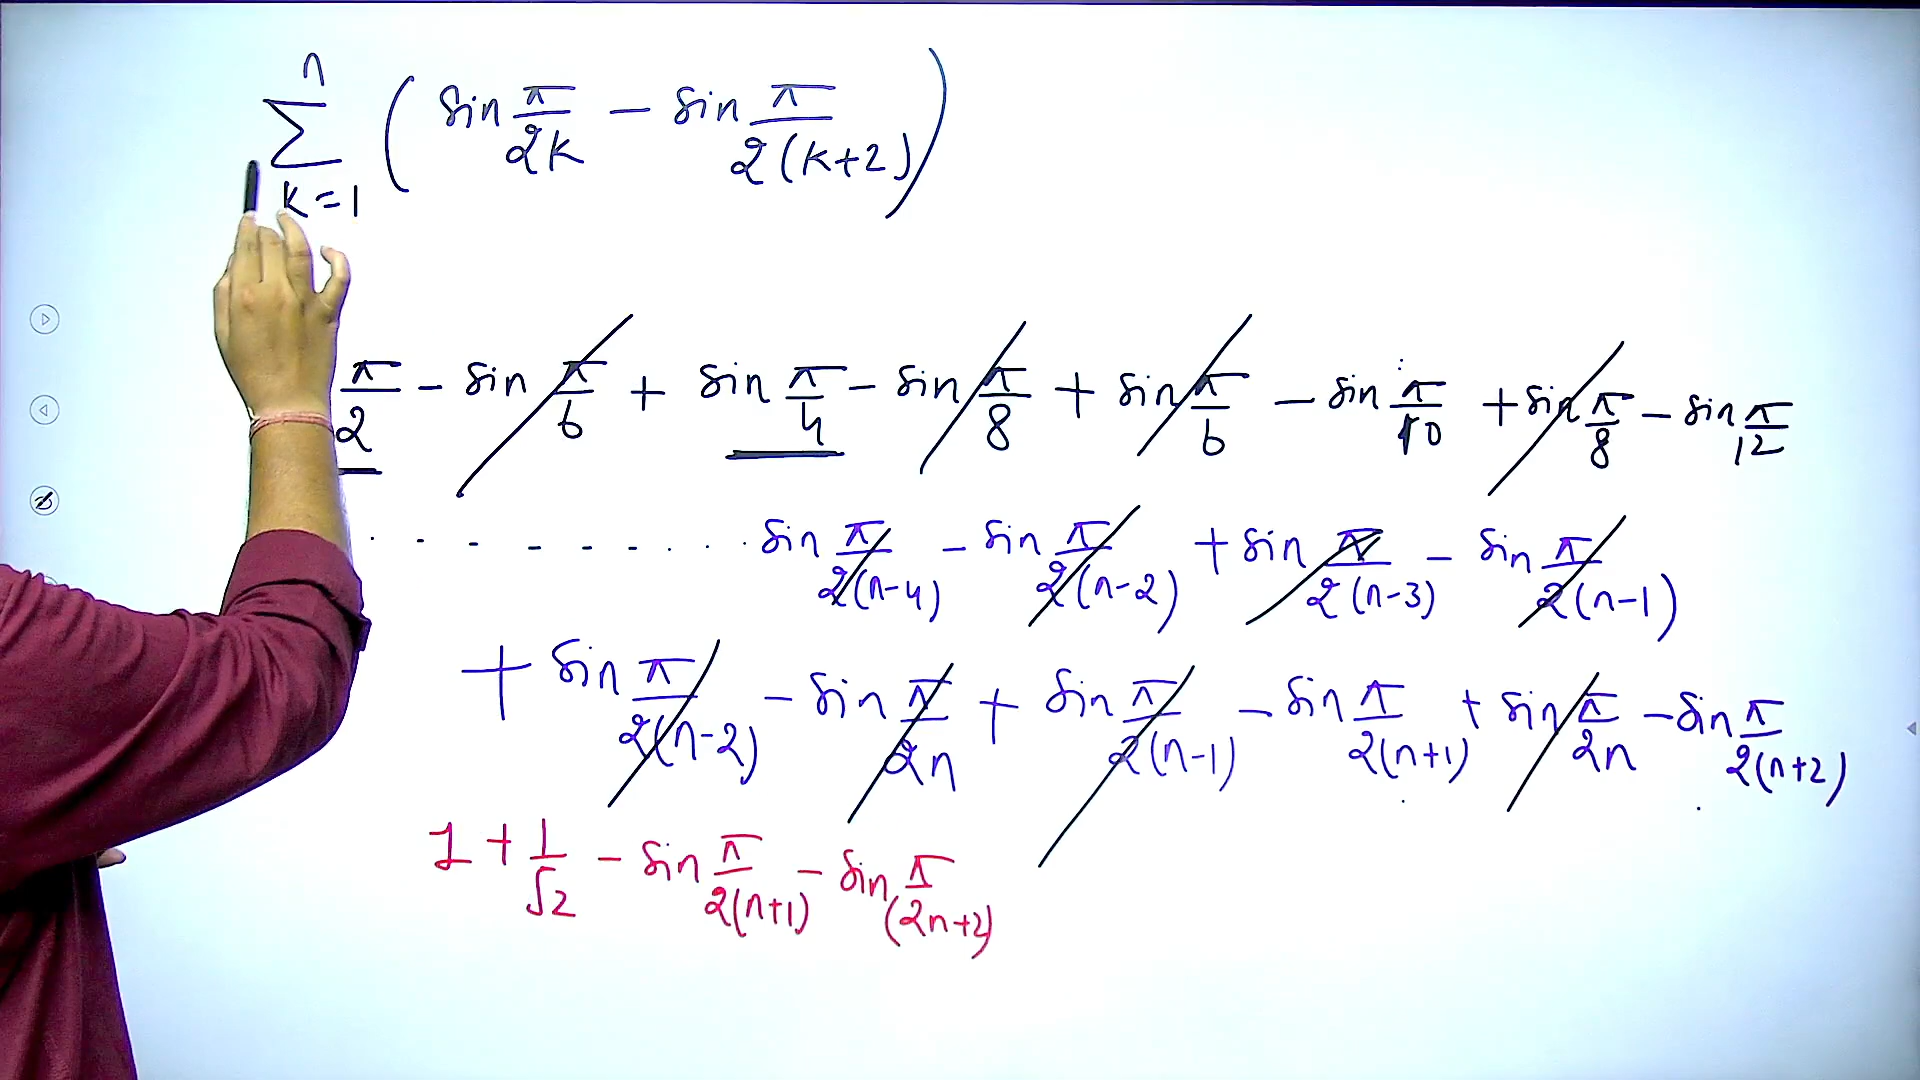 n
∑ ( sin π/2k − sin π/2(k+2) )
k=1
π/2 − sin π/6 + sin π/4 − sin π/8 + sin π/6 − sin π/10 + sin π/8 − sin π/12
. . . . . . . . . sin π/2(n-4) − sin π/2(n-2) + sin π/2(n-3) − sin π/2(n-1)
+ sin π/2(n-2) − sin π/2n + sin π/2(n-1) − sin π/2(n+1) + sin π/2n − sin π/2(n+2)
1 + 1/√2 − sin π/2(n+1) − sin π/(2n+2)